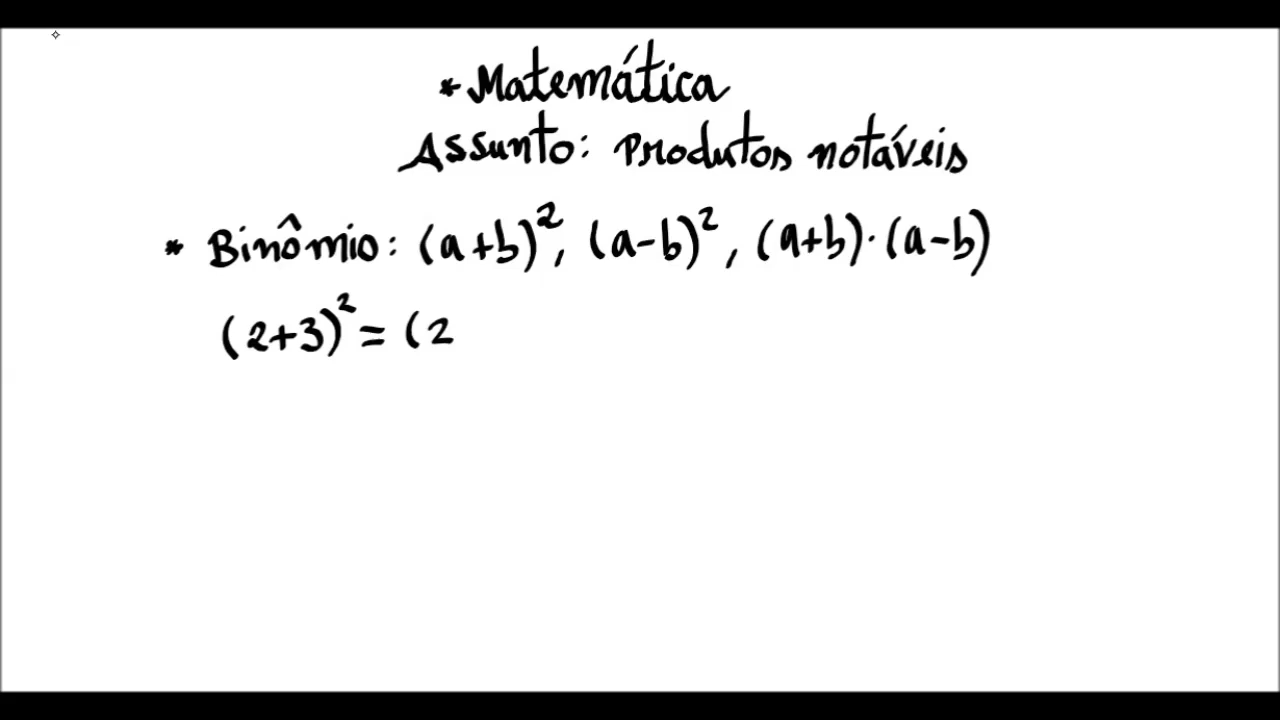 * Matemática
Assunto: Produtos notáveis
* Binômio: (a+b)², (a-b)², (a+b)·(a-b)
(2+3)² = (2